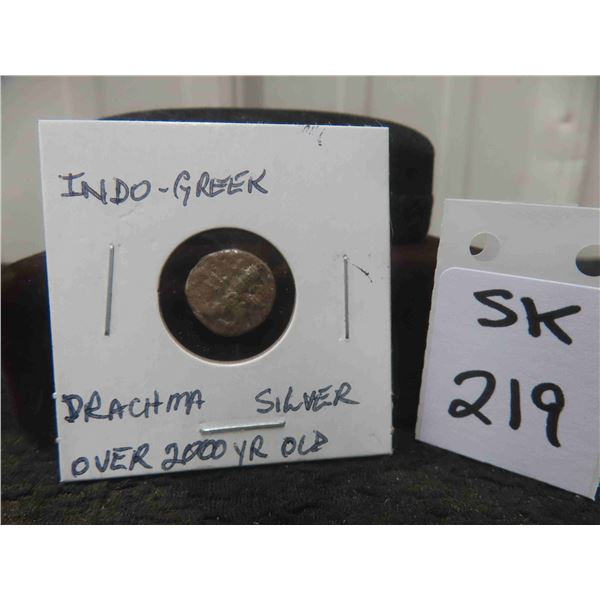 INDO-GREEK
DRACHMA SILVER
OVER 2000 YR OLD
SK
219